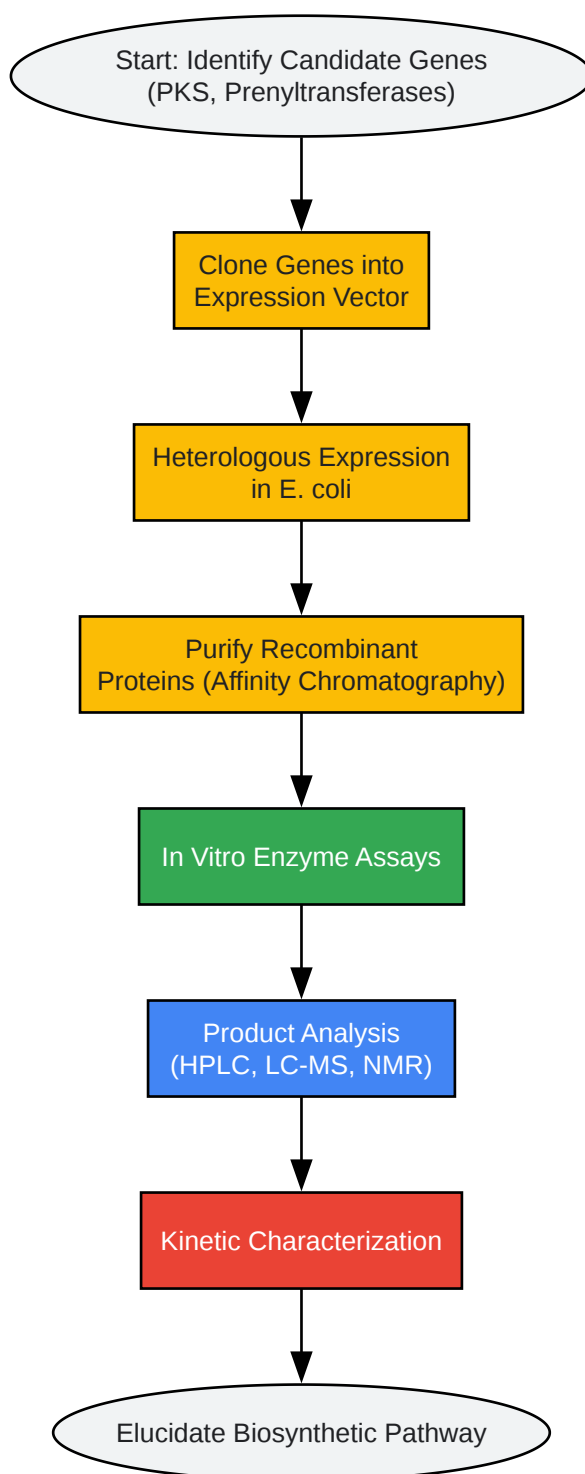 Start: Identify Candidate Genes
(PKS, Prenyltransferases)
Clone Genes into
Expression Vector
Heterologous Expression
in E. coli
Purify Recombinant
Proteins (Affinity Chromatography)
In Vitro Enzyme Assays
Product Analysis
(HPLC, LC-MS, NMR)
Kinetic Characterization
Elucidate Biosynthetic Pathway